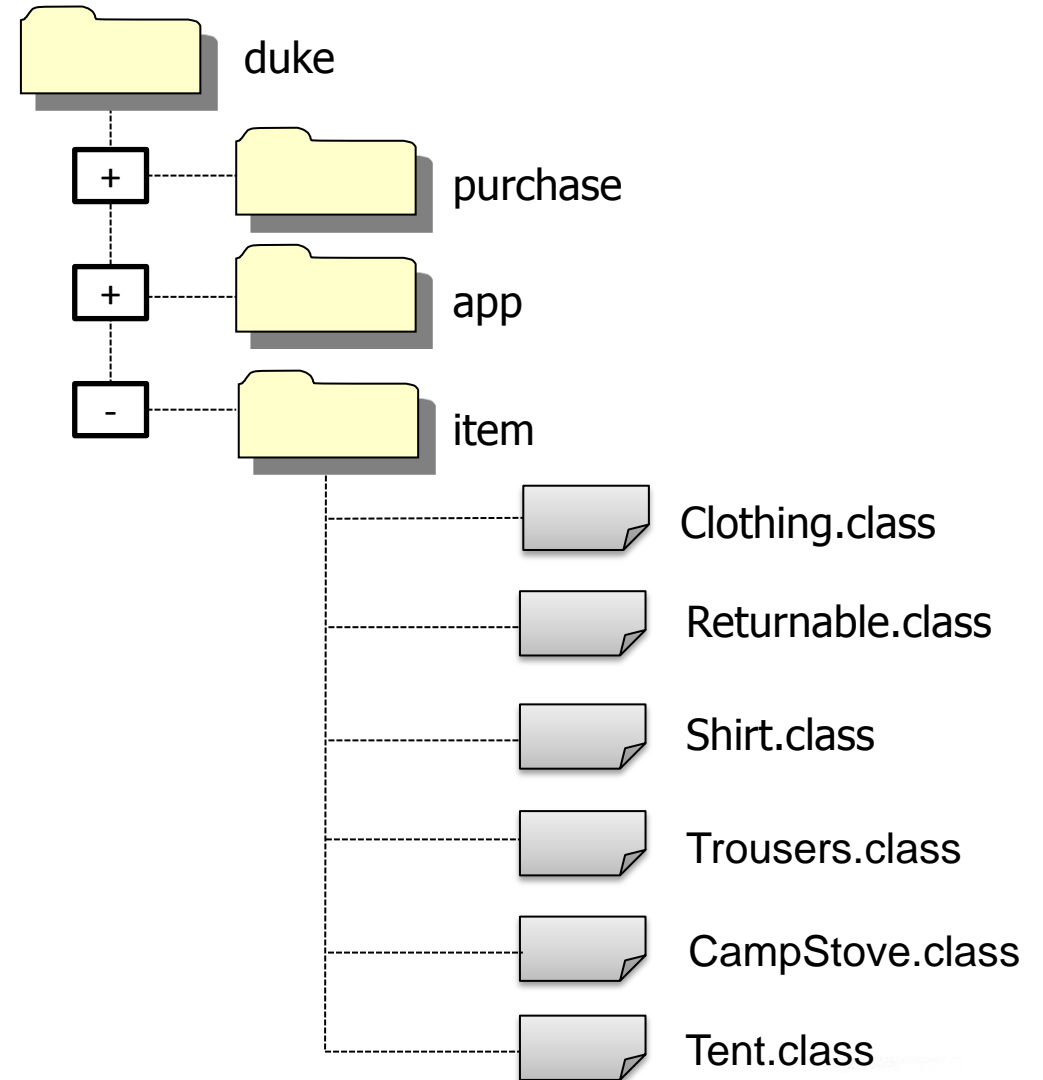 duke
+
purchase
+
app
-
item
Clothing.class
Returnable.class
Shirt.class
Trousers.class
CampStove.class
Tent.class